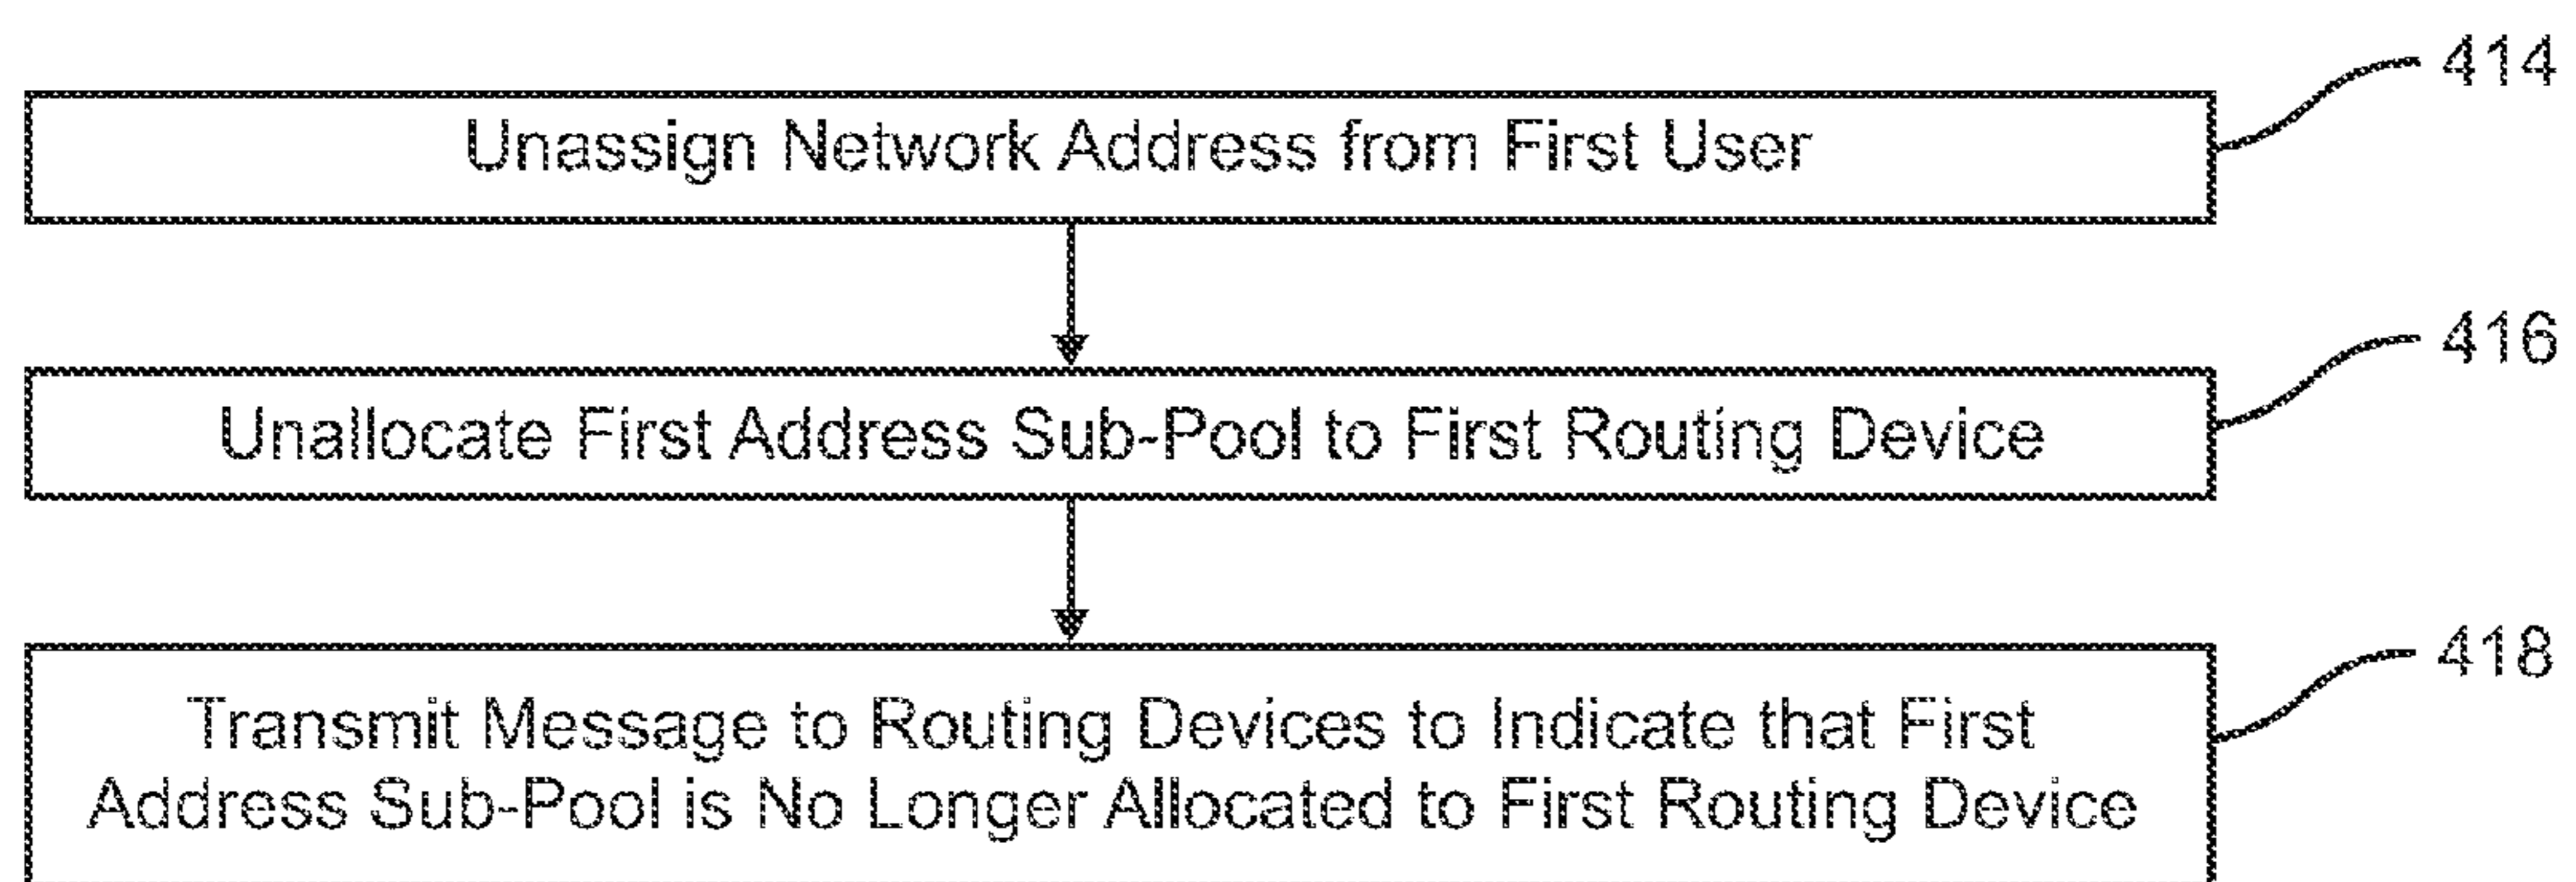 414
Unassign Network Address from First User
416
Unallocate First Address Sub-Pool to First Routing Device
418
Transmit Message to Routing Devices to Indicate that First
Address Sub-Pool is No Longer Allocated to First Routing Device